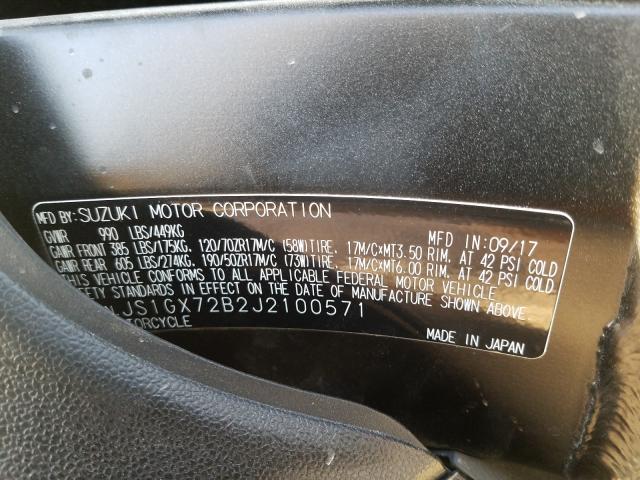 MFD BY: SUZUKI MOTOR CORPORATION
GVWR 990 LBS/449KG MFD IN: 09/17
GAWR FRONT 385 LBS/175KG. 120/70ZR17M/C (58W)TIRE. 17M/CxMT3.50 RIM. AT 42 PSI COLD
GAWR REAR 605 LBS/274KG. 190/50ZR17M/C (73W)TIRE. 17M/CxMT6.00 RIM. AT 42 PSI COLD
THIS VEHICLE CONFORMS TO ALL APPLICABLE FEDERAL MOTOR VEHICLE
STANDARDS IN EFFECT ON THE DATE OF MANUFACTURE SHOWN ABOVE
JS1GX72B2J2100571
MADE IN JAPAN